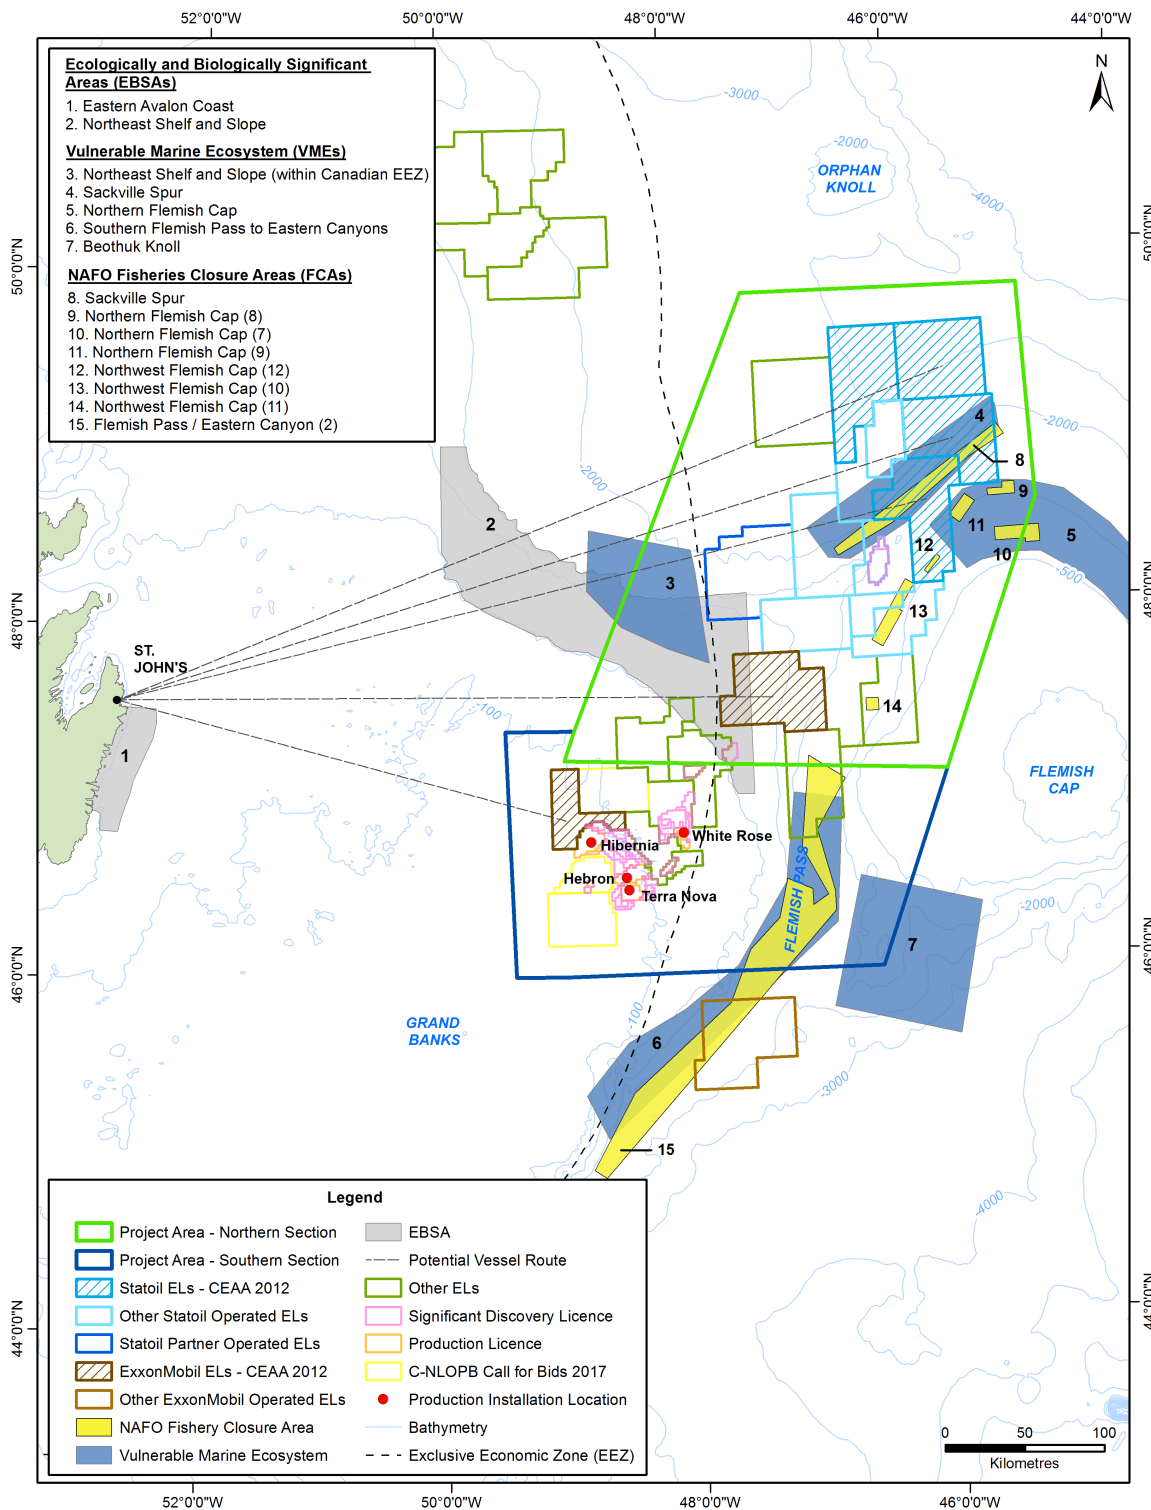 52°0'0"W
50°0'0"W
48°0'0"W
46°0'0"W
44°0'0"W
Ecologically and Biologically Significant
Areas (EBSAs)
1. Eastern Avalon Coast
2. Northeast Shelf and Slope
Vulnerable Marine Ecosystem (VMEs)
3. Northeast Shelf and Slope (within Canadian EEZ)
4. Sackville Spur
5. Northern Flemish Cap
6. Southern Flemish Pass to Eastern Canyons
7. Beothuk Knoll
NAFO Fisheries Closure Areas (FCAs)
8. Sackville Spur
9. Northern Flemish Cap (8)
10. Northern Flemish Cap (7)
11. Northern Flemish Cap (9)
12. Northwest Flemish Cap (12)
13. Northwest Flemish Cap (10)
14. Northwest Flemish Cap (11)
15. Flemish Pass / Eastern Canyon (2)
N
-3000
-2000
ORPHAN
KNOLL
-4000
50°0'0"N
50°0'0"N
4
-2000
8
-2000
9
2
11
5
12
10
3
-500
48°0'0"N
48°0'0"N
13
ST.
JOHN'S
14
-100
1
FLEMISH
CAP
White Rose
Hibernia
Hebron
Terra Nova
FLEMISH PASS
-2000
7
46°0'0"N
46°0'0"N
-100
GRAND
BANKS
6
-3000
15
-4000
44°0'0"N
44°0'0"N
Legend
Project Area - Northern Section
Project Area - Southern Section
Statoil ELs - CEAA 2012
Other Statoil Operated ELs
Statoil Partner Operated ELs
ExxonMobil ELs - CEAA 2012
Other ExxonMobil Operated ELs
NAFO Fishery Closure Area
Vulnerable Marine Ecosystem
EBSA
Potential Vessel Route
Other ELs
Significant Discovery Licence
Production Licence
C-NLOPB Call for Bids 2017
Production Installation Location
Bathymetry
Exclusive Economic Zone (EEZ)
0 50 100
Kilometres
52°0'0"W
50°0'0"W
48°0'0"W
46°0'0"W